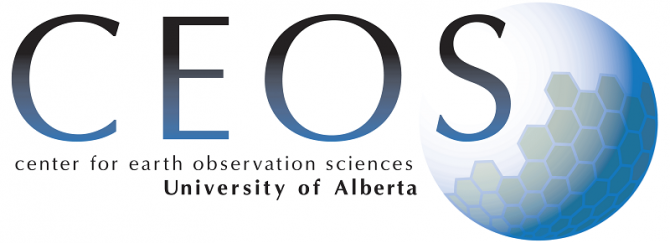 CEOS
center for earth observation sciences
University of Alberta